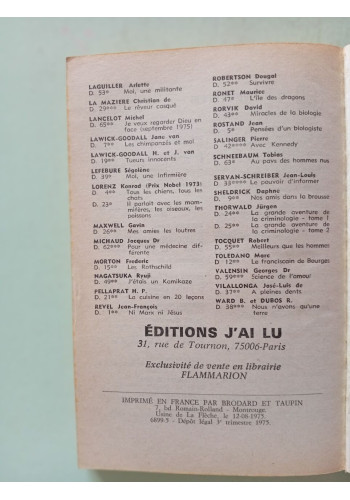 LAGUILLER Arlette
D. 53* Moi, une militante
LA MAZIERE Christian de
D. 29*** Le rêveur casqué
LANCELOT Michel
D. 65** Je veux regarder Dieu en
face (septembre 1975)
LAWICK-GOODALL Jane van
D. 7** Les chimpanzés et moi
LAWICK-GOODALL H. et J. van
D. 19** Tueurs innocents
LEFEBURE Ségolène
D. 39* Moi, une infirmière
LORENZ Konrad (Prix Nobel 1973)
D. 4** Tous les chiens, tous les
chats
D. 23* Il parlait avec les mam-
mifères, les oiseaux, les
poissons
MAXWELL Gavin
D. 26** Mes amies les loutres
MICHAUD Jacques Dr
D. 62*** Pour une médecine dif-
férente
MORTON Frederic
D. 15** Les Rothschild
NAGATSUKA Ryuji
D. 49** J'étais un Kamikaze
PELLAPRAT H. P.
D. 21** La cuisine en 20 leçons
REVEL Jean-François
D. 1** Ni Marx ni Jésus
ROBERTSON Dougal
D. 52** Survivre
RONET Maurice
D. 47* L'île des dragons
RORVIK David
D. 43** Miracles de la biologie
ROSTAND Jean
D. 5* Pensées d'un biologiste
SALINGER Pierre
D. 42**** Avec Kennedy
SCHNEEBAUM Tobias
D. 63* Au pays des hommes nus
SERVAN-SCHREIBER Jean-Louis
D. 33*** Le pouvoir d'informer
SHELDRICK Daphne
D. 9** Nos amis dans la brousse
THORWALD Jürgen
D. 24** La grande aventure de
la criminologie - tome 1
D. 25** La grande aventure de
la criminologie - tome 2
TOCQUET Robert
D. 55** Meilleurs que les hommes
TOLEDANO Marc
D. 12** Le franciscain de Bourges
VALENSIN Georges Dr
D. 59*** Science de l'amour
VILALLONGA José-Luis de
D. 31** A pleines dents
WARD B. et DUBOS R.
D. 38*** Nous n'avons qu'une
terre
ÉDITIONS J'AI LU
31, rue de Tournon, 75006-Paris
Exclusivité de vente en librairie
FLAMMARION
IMPRIMÉ EN FRANCE PAR BRODARD ET TAUPIN
7, bd Romain-Rolland - Montrouge.
Usine de La Flèche, le 12-08-1975.
6699-5 - Dépôt légal 3e trimestre 1975.